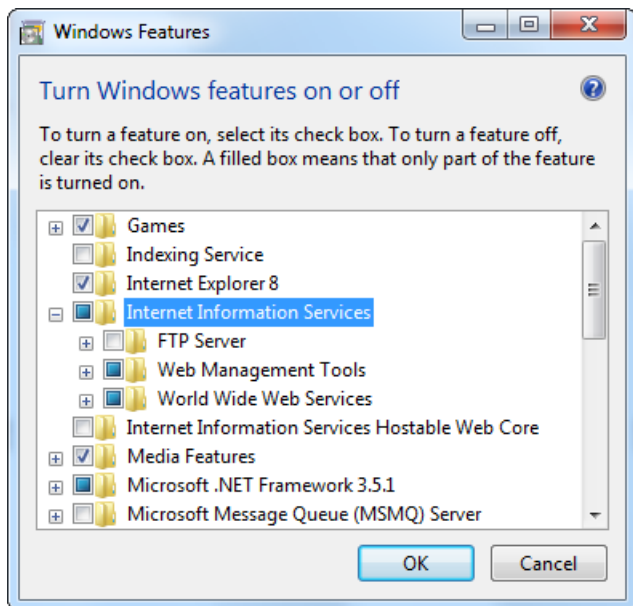 Windows Features
Turn Windows features on or off
To turn a feature on, select its check box. To turn a feature off,
clear its check box. A filled box means that only part of the feature
is turned on.
Games
Indexing Service
Internet Explorer 8
Internet Information Services
FTP Server
Web Management Tools
World Wide Web Services
Internet Information Services Hostable Web Core
Media Features
Microsoft .NET Framework 3.5.1
Microsoft Message Queue (MSMQ) Server
OK Cancel